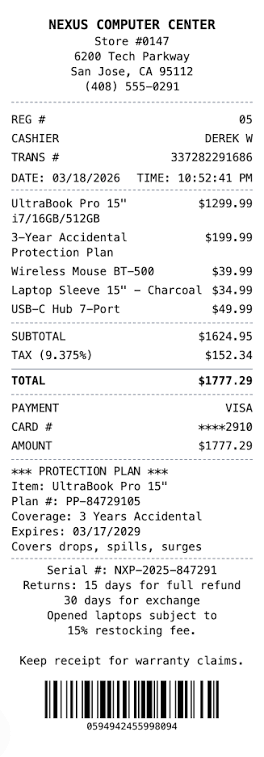 NEXUS COMPUTER CENTER
Store #0147
6200 Tech Parkway
San Jose, CA 95112
(408) 555-0291
REG # 05
CASHIER DEREK W
TRANS # 337282291686
DATE: 03/18/2026 TIME: 10:52:41 PM
UltraBook Pro 15" $1299.99
i7/16GB/512GB
3-Year Accidental $199.99
Protection Plan
Wireless Mouse BT-500 $39.99
Laptop Sleeve 15" - Charcoal $34.99
USB-C Hub 7-Port $49.99
SUBTOTAL $1624.95
TAX (9.375%) $152.34
TOTAL $1777.29
PAYMENT VISA
CARD # ****2910
AMOUNT $1777.29
*** PROTECTION PLAN ***
Item: UltraBook Pro 15"
Plan #: PP-84729105
Coverage: 3 Years Accidental
Expires: 03/17/2029
Covers drops, spills, surges
Serial #: NXP-2025-847291
Returns: 15 days for full refund
30 days for exchange
Opened laptops subject to
15% restocking fee.
Keep receipt for warranty claims.
0594942455998094